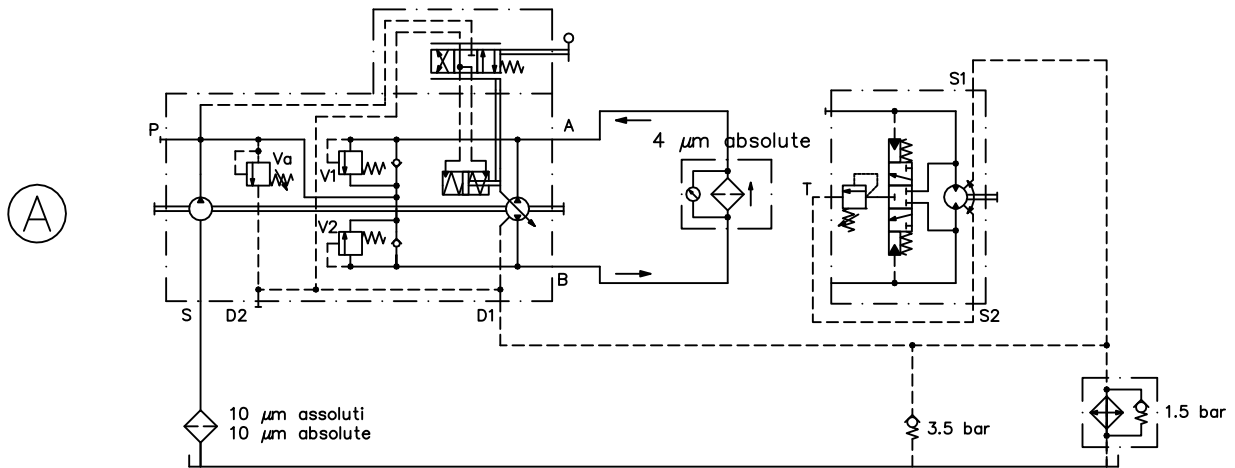 S1
P
A
4 µm absolute
Va
V1
T
A
V2
B
S
D2
D1
S2
10 µm assoluti
10 µm absolute
3.5 bar
1.5 bar